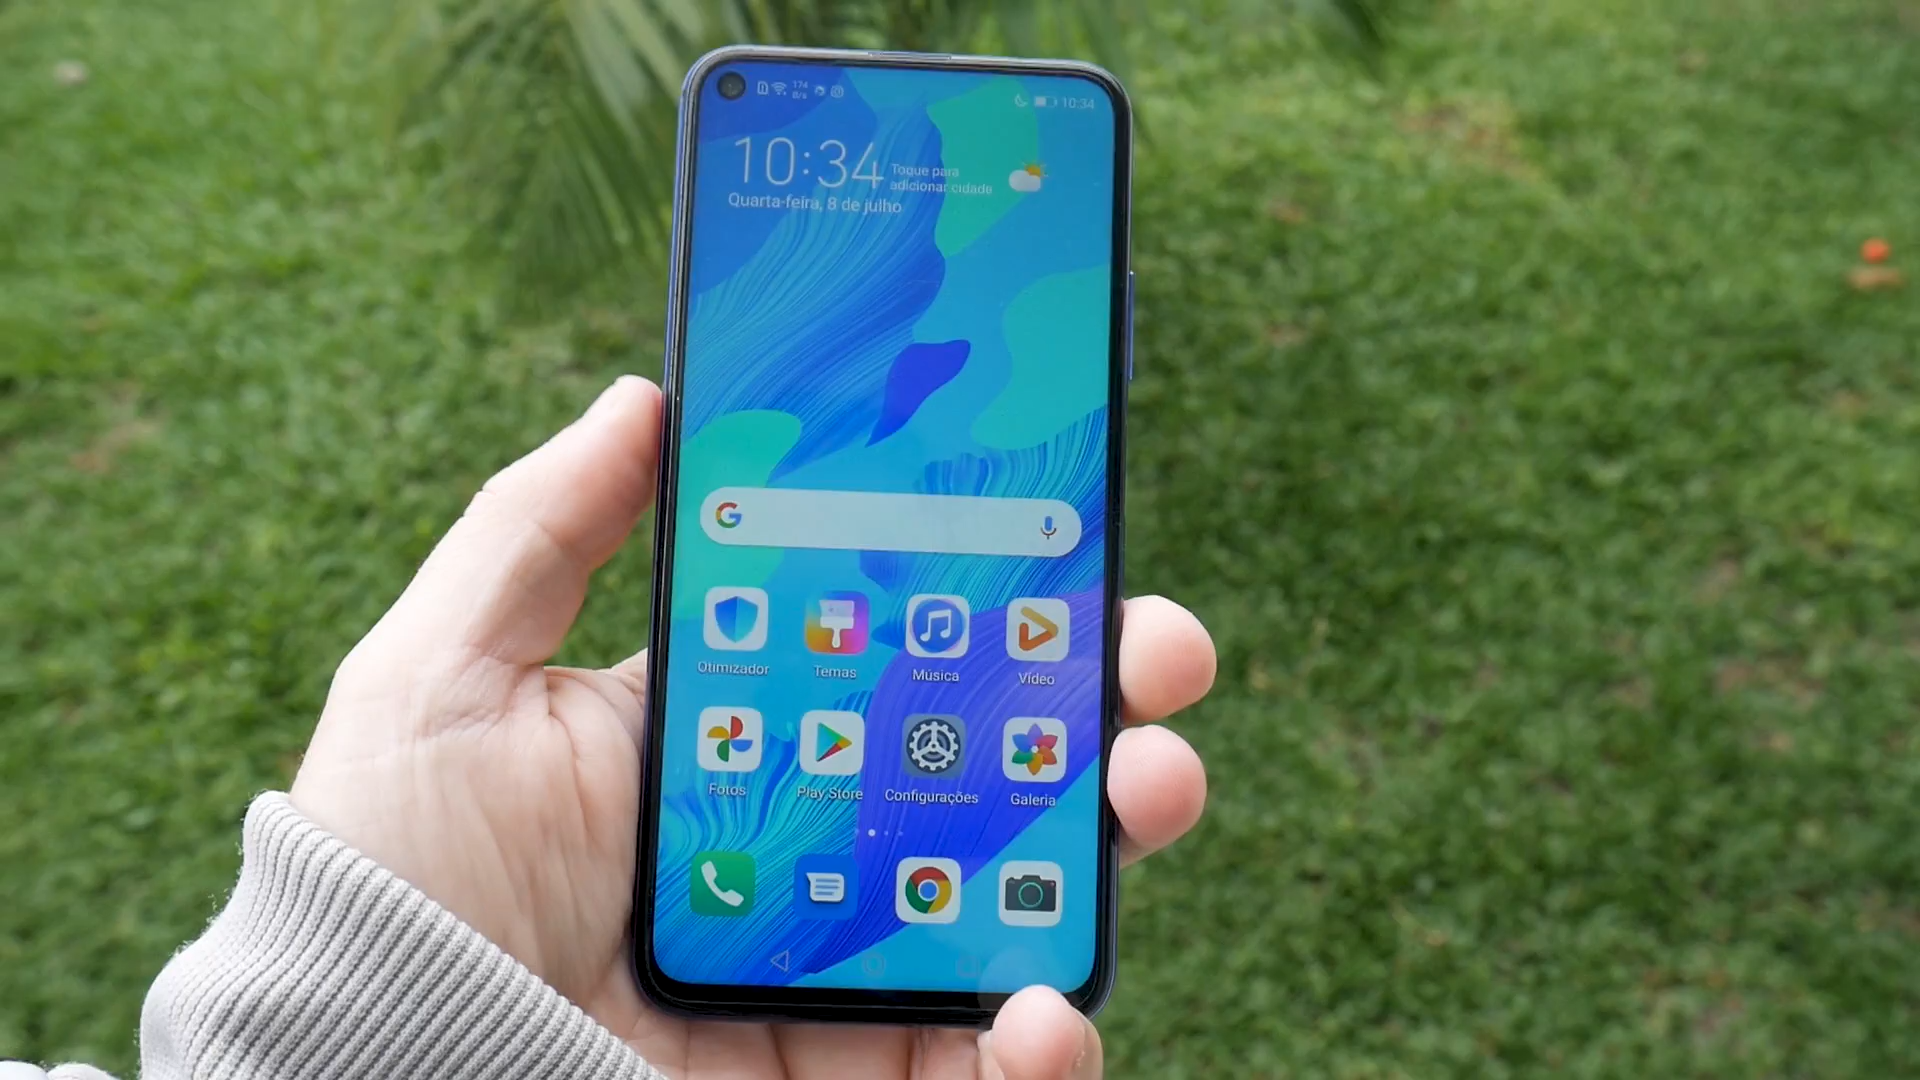 174
B/s
10:34
10:34
Toque para
adicionar cidade
Quarta-feira, 8 de julho
G
Otimizador
Temas
Música
Vídeo
Fotos
Play Store
Configurações
Galeria